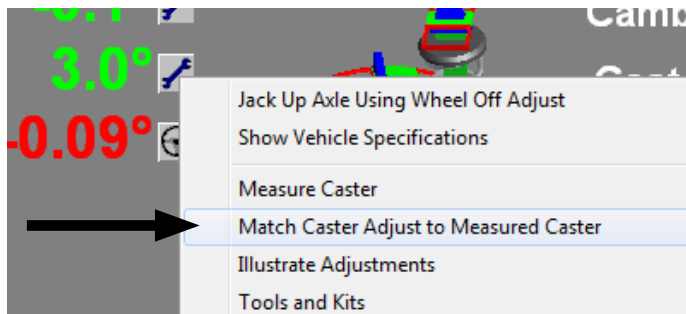 Camb
3.0°
Jack Up Axle Using Wheel Off Adjust
-0.09°
Show Vehicle Specifications
Measure Caster
Match Caster Adjust to Measured Caster
Illustrate Adjustments
Tools and Kits